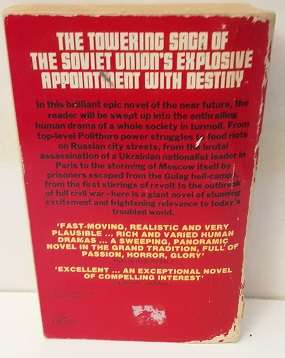 THE TOWERING SAGA OF
THE SOVIET UNION'S EXPLOSIVE
APPOINTMENT WITH DESTINY
In this brilliant epic novel of the near future, the
reader will be swept up into the enthralling
human drama of a whole society in turmoil. From
top-level Politburo power struggles to food riots
on Russian city streets, from the brutal
assassination of a Ukrainian nationalist leader in
Paris to the storming of Moscow itself by
prisoners escaped from the Gulag hell-camps,
from the first stirrings of revolt to the outbreak
of full civil war—here is a giant novel of stunning
excitement and frightening relevance to today's
troubled world.
'FAST-MOVING, REALISTIC AND VERY
PLAUSIBLE ... RICH AND VARIED HUMAN
DRAMAS ... A SWEEPING, PANORAMIC
NOVEL IN THE GRAND TRADITION, FULL OF
PASSION, HORROR, GLORY'
'EXCELLENT ... AN EXCEPTIONAL NOVEL
OF COMPELLING INTEREST'